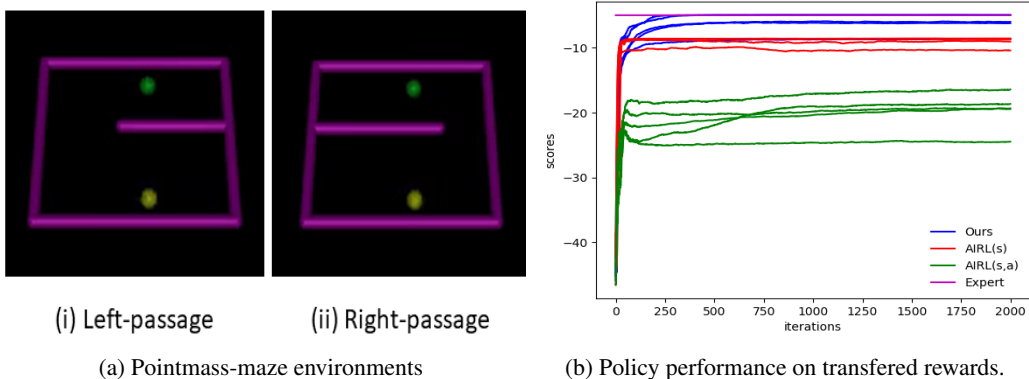 (i) Left-passage
(ii) Right-passage
(a) Pointmass-maze environments
−10
−20
−30
−40
scores
0
250
500
750
1000
1250
1500
1750
2000
iterations
Ours
AIRL(s)
AIRL(s,a)
Expert
(b) Policy performance on transfered rewards.